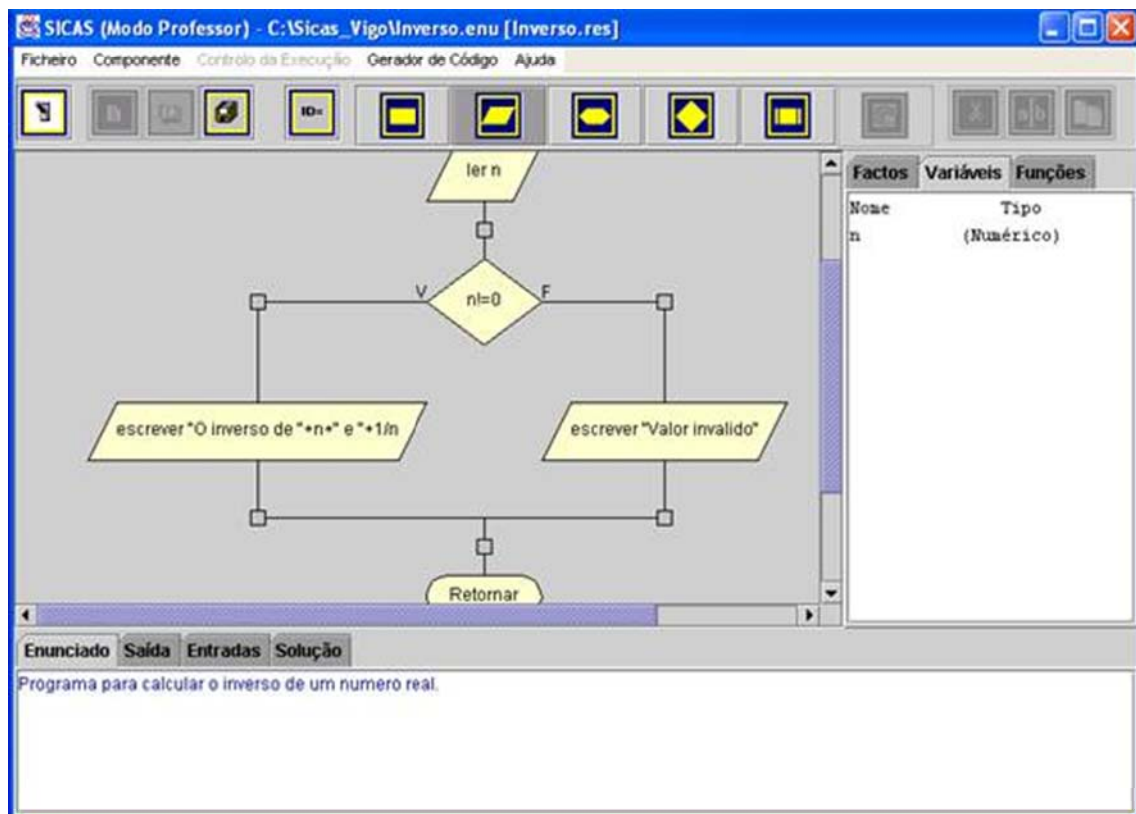 SICAS (Modo Professor) - C:\Sicas_Vigo\Inverso.enu [Inverso.res]
Ficheiro Componente Controlo da Execução Gerador de Código Ajuda
ID=
Factos Variáveis Funções
Nome Tipo
n (Numérico)
ler n
V n!=0 F
escrever "O inverso de "+n+" e "+1/n
escrever "Valor invalido"
Retornar
Enunciado Saída Entradas Solução
Programa para calcular o inverso de um numero real.